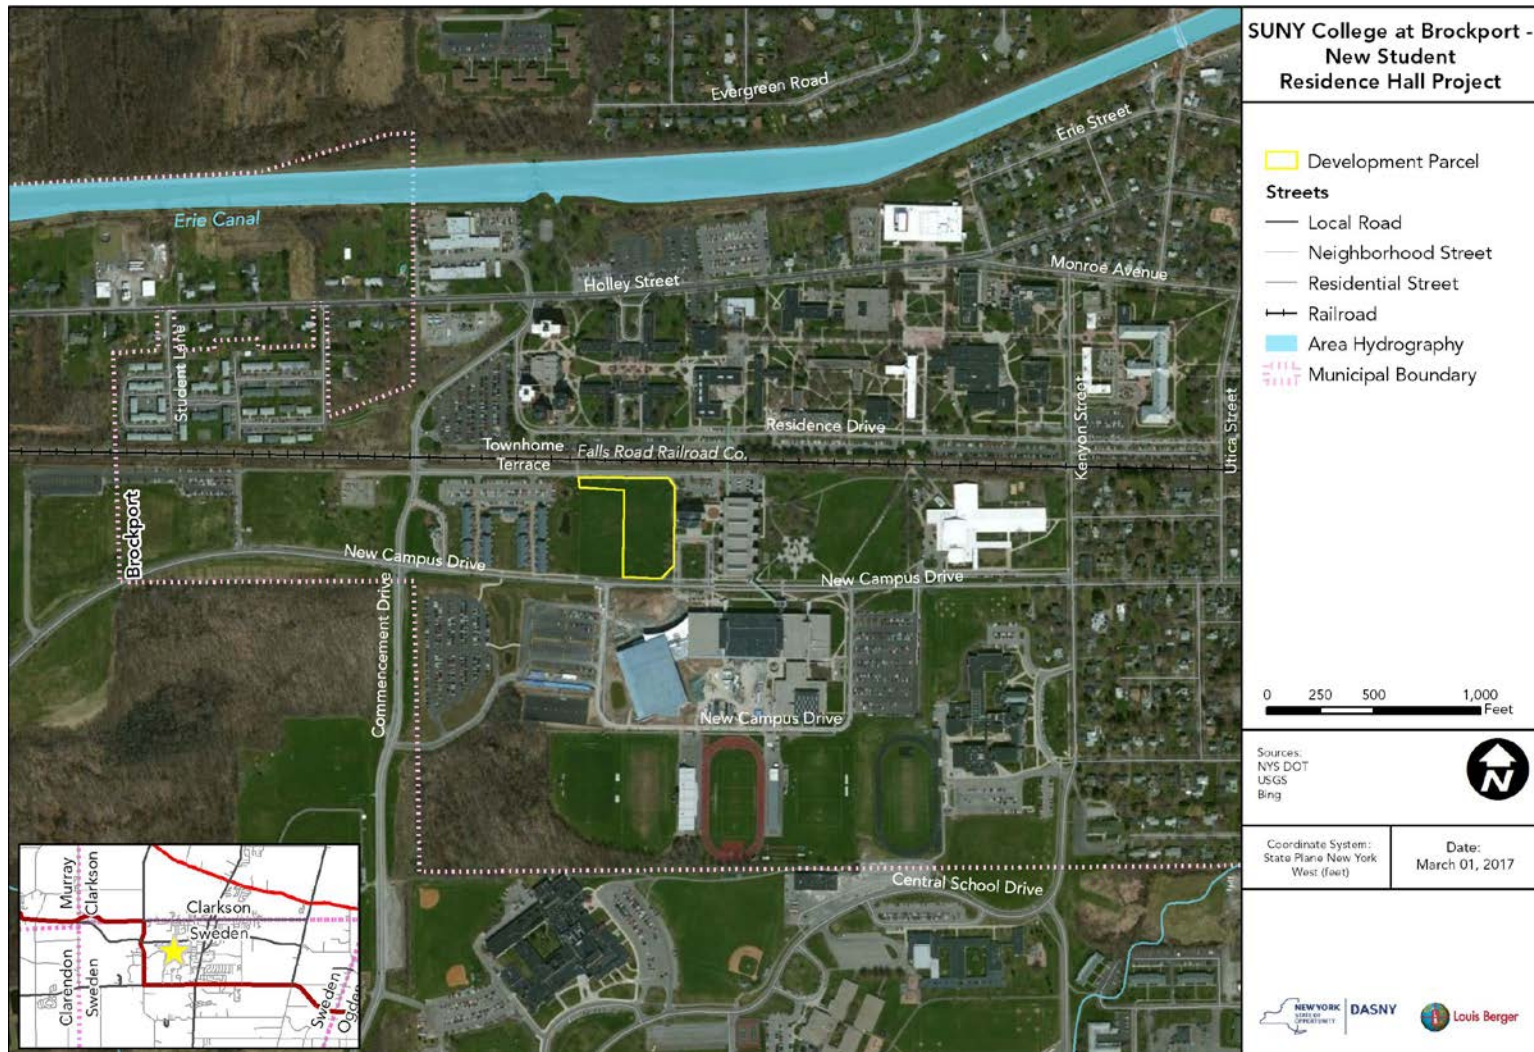 SUNY College at Brockport -
New Student
Residence Hall Project
Development Parcel
Streets
Local Road
Neighborhood Street
Residential Street
Railroad
Area Hydrography
Municipal Boundary
0 250 500 1,000
Feet
Sources:
NYS DOT
USGS
Bing
N
Coordinate System:
State Plane New York
West (feet)
Date:
March 01, 2017
NEW YORK
STATE OF
OPPORTUNITY
DASNY
Louis Berger
Evergreen Road
Erie Street
Erie Canal
Holley Street
Monroe Avenue
Student Lane
Kenyon Street
Utica Street
Residence Drive
Townhome
Terrace
Falls Road Railroad Co.
Brockport
New Campus Drive
New Campus Drive
Commencement Drive
New Campus Drive
Central School Drive
Murray
Clarkson
Clarkson
Sweden
Clarendon
Sweden
Sweden
Ogden